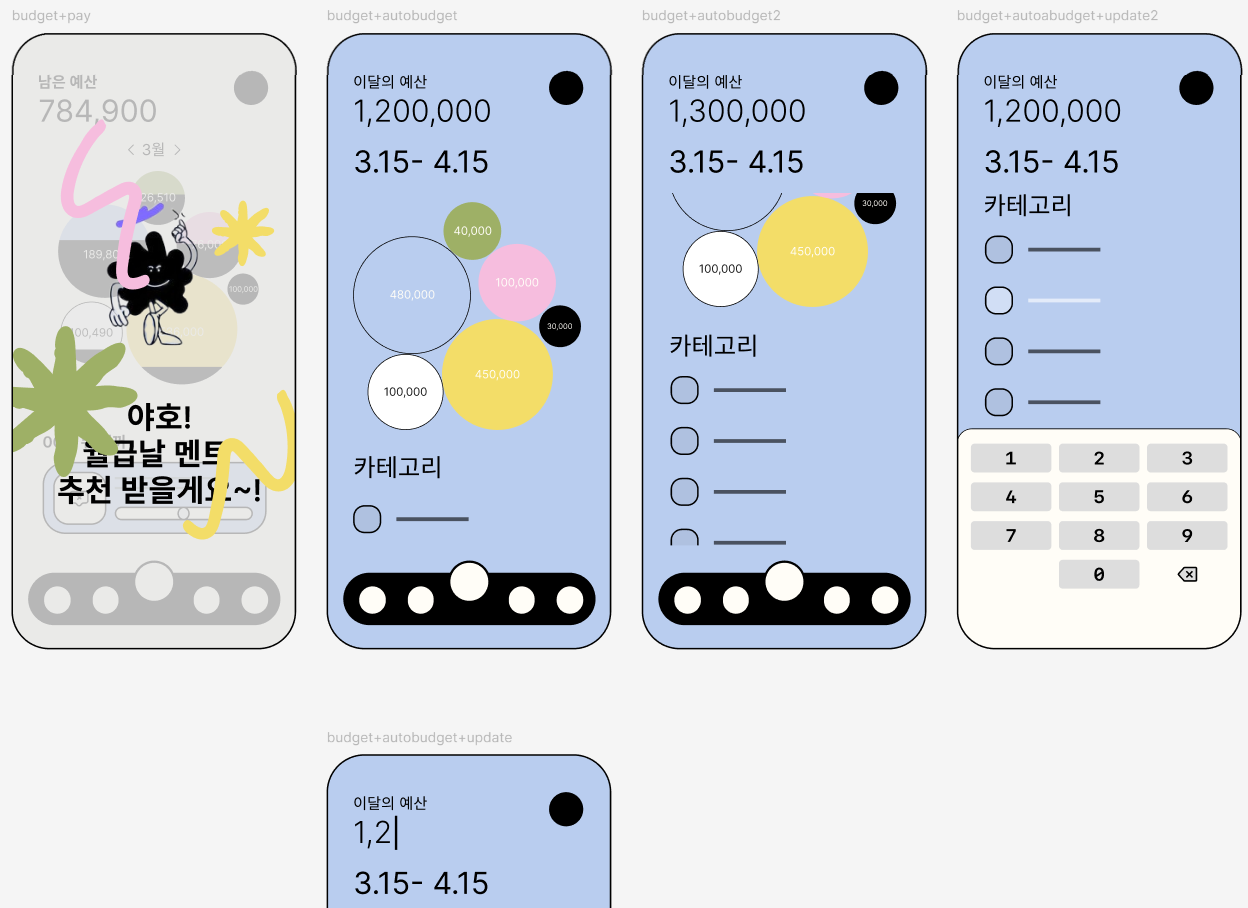 budget+pay
남은 예산
784,900
3월
26,510
189,80
100,000
00,490
야호!
월급날 멘트
추천 받을게요~!
budget+autobudget
이달의 예산
1,200,000
3.15- 4.15
40,000
480,000
100,000
30,000
100,000
450,000
카테고리
budget+autobudget2
이달의 예산
1,300,000
3.15- 4.15
30,000
100,000
450,000
카테고리
budget+autoabudget+update2
이달의 예산
1,200,000
3.15- 4.15
카테고리
1 2 3
4 5 6
7 8 9
0
budget+autobudget+update
이달의 예산
1,2
3.15- 4.15